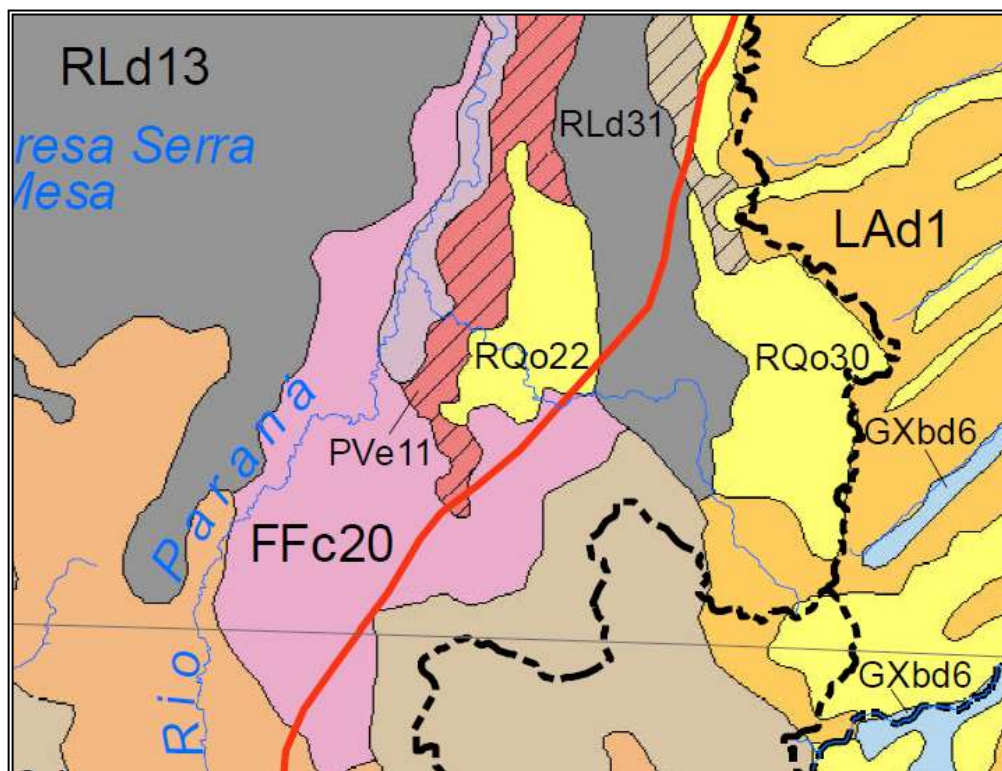 RLd13
resa Serra
Mesa
RLd31
LAd1
RQo22
RQo30
PVe11
GXbd6
FFc20
Rio Paraná
GXbd6